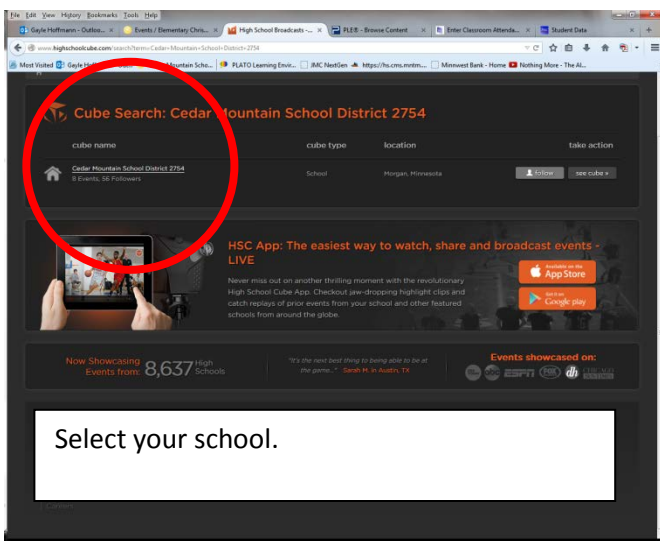 File Edit View History Bookmarks Tools Help
Gayle Hoffmann - Outloo... Events / Elementary Chris... High School Broadcasts -... PLE® - Browse Content Enter Classroom Attenda... Student Data
www.highschoolcube.com/search?term=Cedar+Mountain+School+District+2754
Most Visited Mountain Scho... PLATO Learning Envir... JMC NextGen https://hs.cms.mntm.... Minnwest Bank - Home Nothing More - The Al...
Cube Search: Cedar Mountain School District 2754
cube name cube type location take action
Cedar Mountain School District 2754
8 Events, 56 Followers
School Morgan, Minnesota follow see cube »
HSC App: The easiest way to watch, share and broadcast events -
LIVE
Never miss out on another thrilling moment with the revolutionary
High School Cube App. Checkout jaw-dropping highlight clips and
catch replays of prior events from your school and other featured
schools from around the globe.
Available on the
App Store
Get it on
Google play
Now Showcasing
Events from: 8,637 High
Schools
"It's the next best thing to being able to be at
the game..." Sarah M. in Austin, TX
Events showcased on:
abc ESPN FOX dh
Select your school.